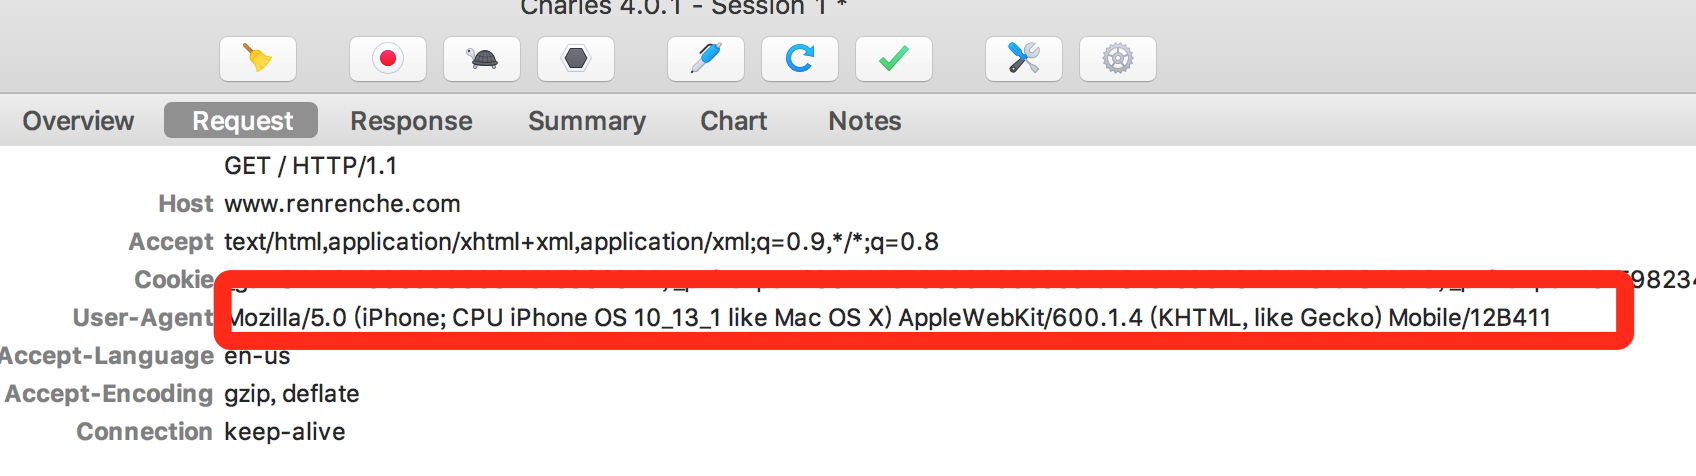 Charles 4.0.1 - Session 1 *
Overview Request Response Summary Chart Notes
GET / HTTP/1.1
Host www.renrenche.com
Accept text/html,application/xhtml+xml,application/xml;q=0.9,*/*;q=0.8
Cookie
User-Agent Mozilla/5.0 (iPhone; CPU iPhone OS 10_13_1 like Mac OS X) AppleWebKit/600.1.4 (KHTML, like Gecko) Mobile/12B411
Accept-Language en-us
Accept-Encoding gzip, deflate
Connection keep-alive